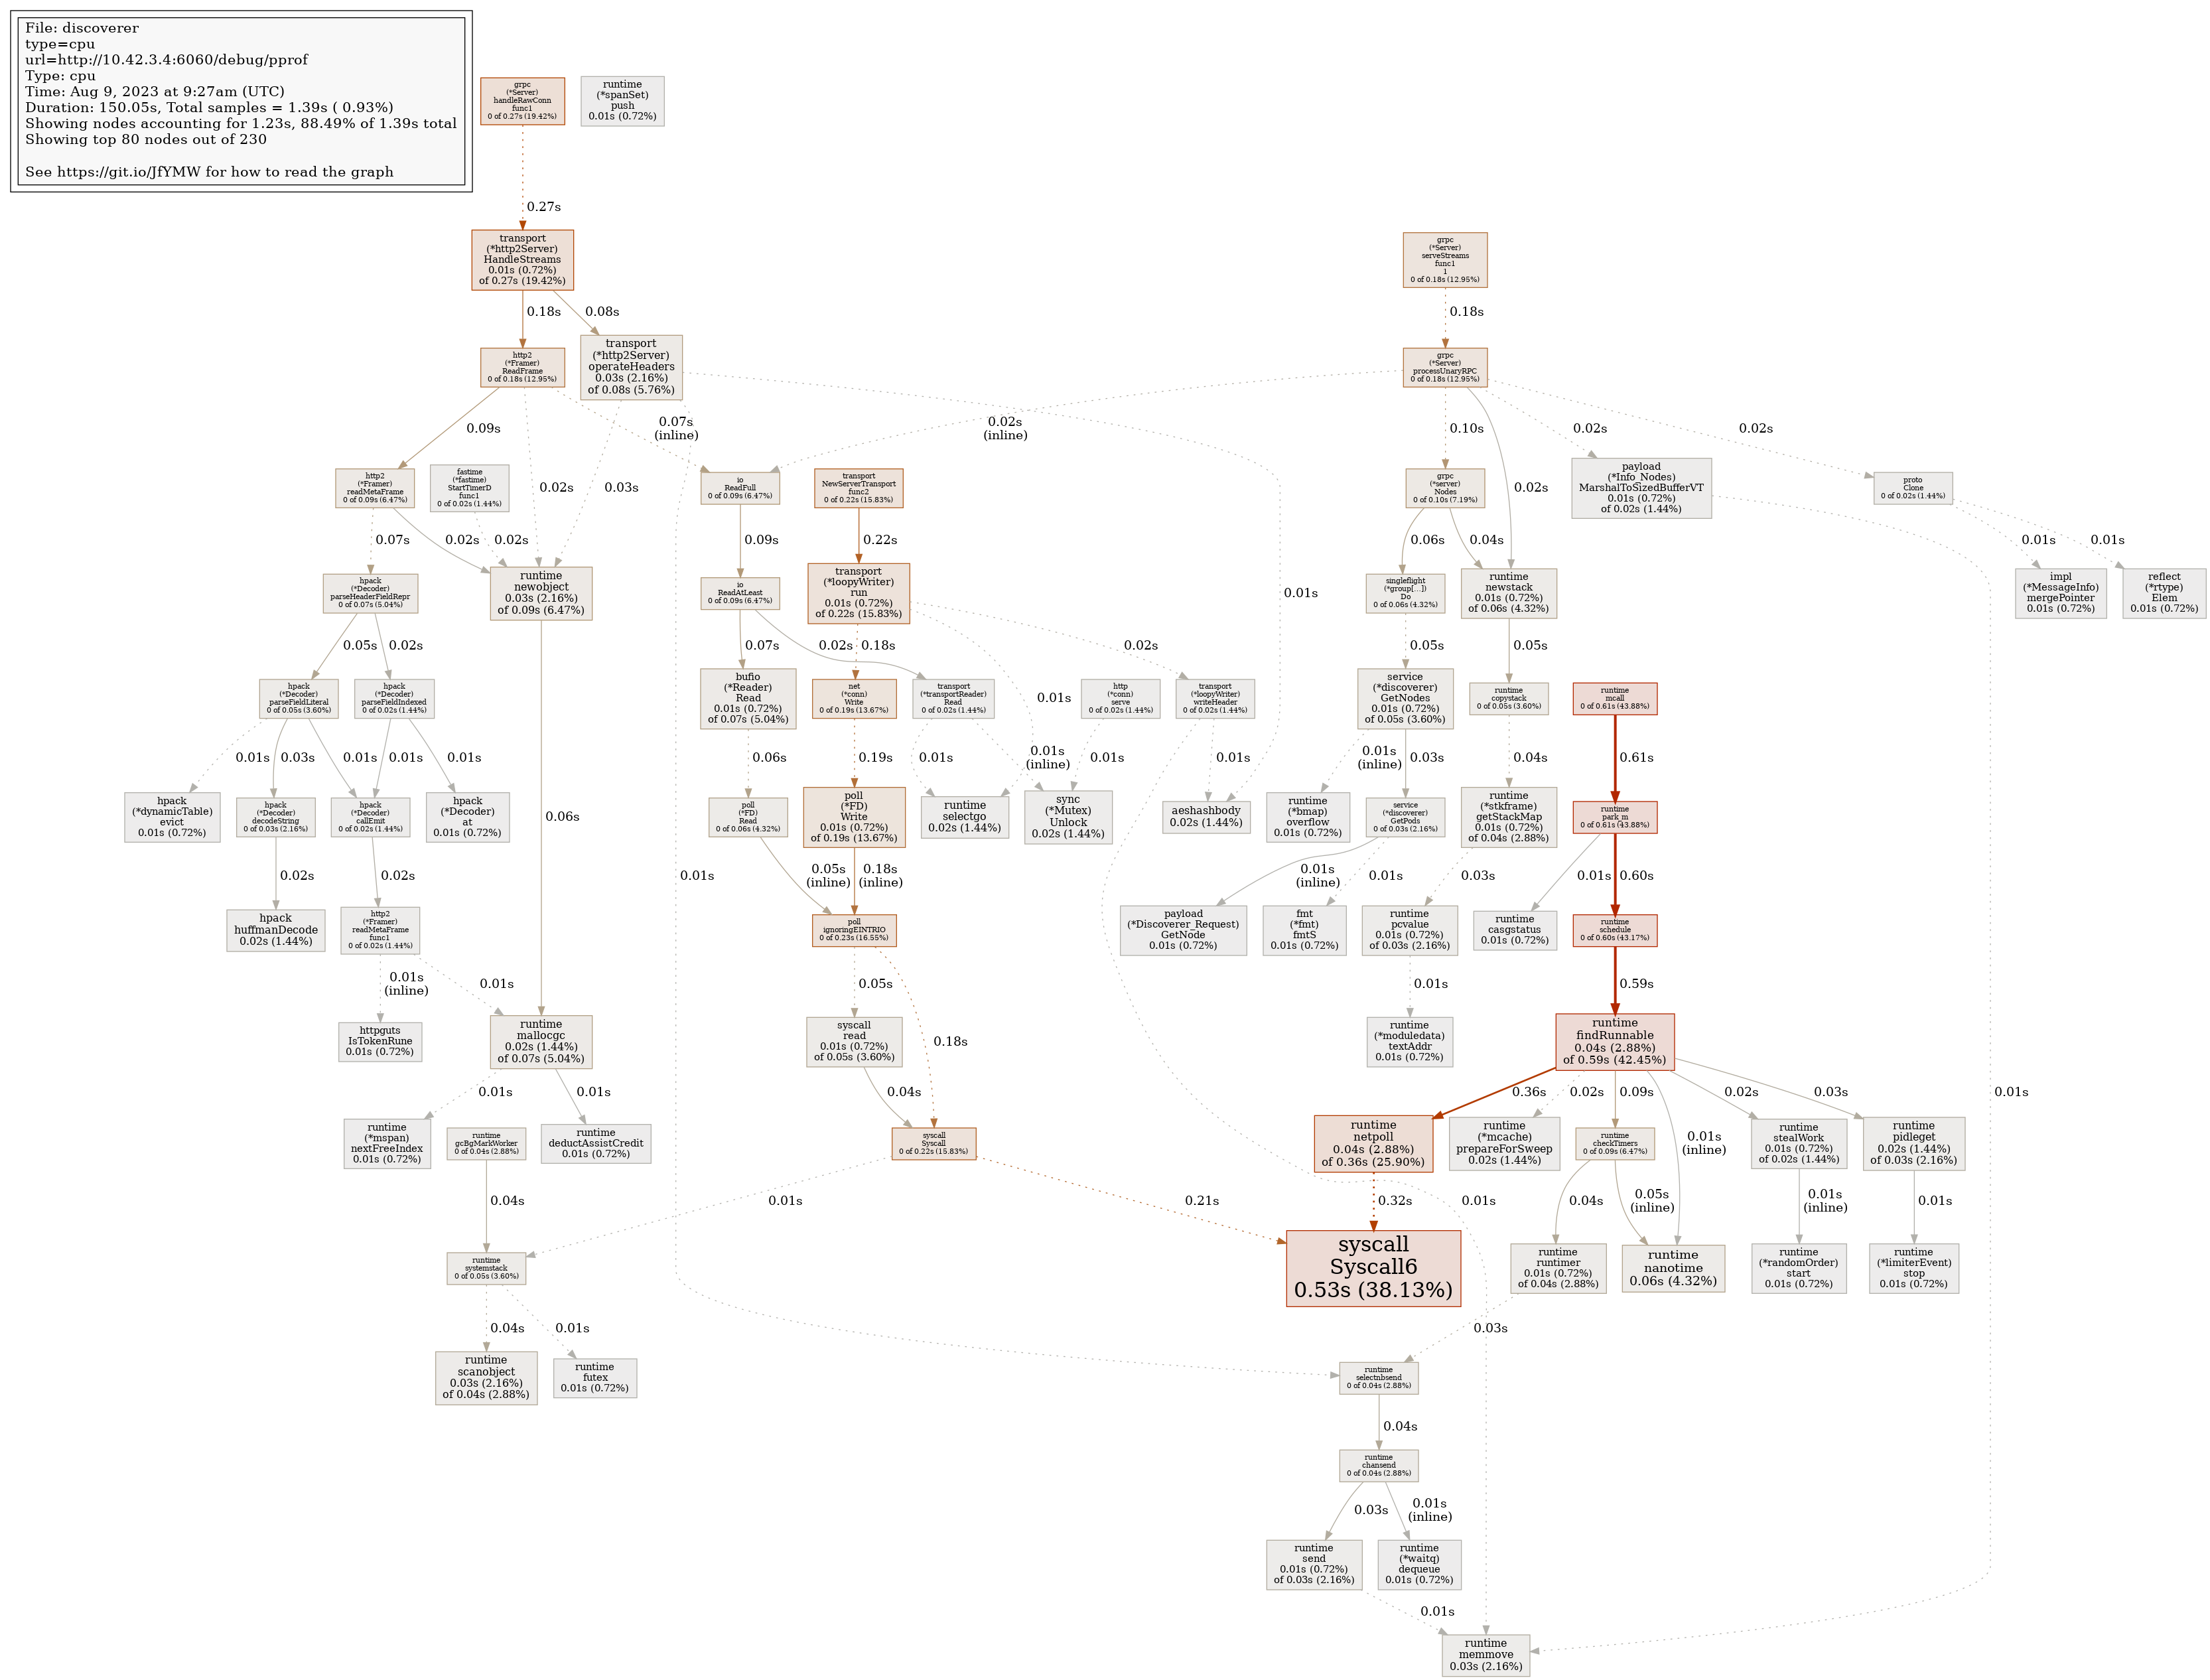 File: discoverer
type=cpu
url=http://10.42.3.4:6060/debug/pprof
Type: cpu
Time: Aug 9, 2023 at 9:27am (UTC)
Duration: 150.05s, Total samples = 1.39s ( 0.93%)
Showing nodes accounting for 1.23s, 88.49% of 1.39s total
Showing top 80 nodes out of 230
See https://git.io/JfYMW for how to read the graph
grpc
(*Server)
handleRawConn
func1
0 of 0.27s (19.42%)
runtime
(*spanSet)
push
0.01s (0.72%)
0.27s
transport
(*http2Server)
HandleStreams
0.01s (0.72%)
of 0.27s (19.42%)
grpc
(*Server)
serveStreams
func1
1
0 of 0.18s (12.95%)
0.18s
0.08s
0.18s
http2
(*Framer)
ReadFrame
0 of 0.18s (12.95%)
transport
(*http2Server)
operateHeaders
0.03s (2.16%)
of 0.08s (5.76%)
grpc
(*Server)
processUnaryRPC
0 of 0.18s (12.95%)
0.09s
0.07s
(inline)
0.02s
(inline)
0.10s
0.02s
0.02s
http2
(*Framer)
readMetaFrame
0 of 0.09s (6.47%)
fastime
(*fastime)
StartTimerD
func1
0 of 0.02s (1.44%)
0.02s
0.03s
io
ReadFull
0 of 0.09s (6.47%)
transport
NewServerTransport
func2
0 of 0.22s (15.83%)
grpc
(*server)
Nodes
0 of 0.10s (7.19%)
0.02s
payload
(*Info_Nodes)
MarshalToSizedBufferVT
0.01s (0.72%)
of 0.02s (1.44%)
proto
Clone
0 of 0.02s (1.44%)
0.07s
0.02s
0.02s
0.09s
0.22s
0.06s
0.04s
0.01s
0.01s
hpack
(*Decoder)
parseHeaderFieldRepr
0 of 0.07s (5.04%)
runtime
newobject
0.03s (2.16%)
of 0.09s (6.47%)
io
ReadAtLeast
0 of 0.09s (6.47%)
transport
(*loopyWriter)
run
0.01s (0.72%)
of 0.22s (15.83%)
0.01s
singleflight
(*group[...])
Do
0 of 0.06s (4.32%)
runtime
newstack
0.01s (0.72%)
of 0.06s (4.32%)
impl
(*MessageInfo)
mergePointer
0.01s (0.72%)
reflect
(*rtype)
Elem
0.01s (0.72%)
0.05s
0.02s
0.07s
0.02s
0.18s
0.02s
0.05s
0.05s
hpack
(*Decoder)
parseFieldLiteral
0 of 0.05s (3.60%)
hpack
(*Decoder)
parseFieldIndexed
0 of 0.02s (1.44%)
bufio
(*Reader)
Read
0.01s (0.72%)
of 0.07s (5.04%)
net
(*conn)
Write
0 of 0.19s (13.67%)
transport
(*transportReader)
Read
0 of 0.02s (1.44%)
0.01s
http
(*conn)
serve
0 of 0.02s (1.44%)
transport
(*loopyWriter)
writeHeader
0 of 0.02s (1.44%)
service
(*discoverer)
GetNodes
0.01s (0.72%)
of 0.05s (3.60%)
runtime
copystack
0 of 0.05s (3.60%)
runtime
mcall
0 of 0.61s (43.88%)
0.01s
0.03s
0.01s
0.01s
0.01s
0.06s
0.19s
0.01s
0.01s
(inline)
0.01s
0.01s
0.01s
(inline)
0.03s
0.04s
0.61s
hpack
(*dynamicTable)
evict
0.01s (0.72%)
hpack
(*Decoder)
decodeString
0 of 0.03s (2.16%)
hpack
(*Decoder)
callEmit
0 of 0.02s (1.44%)
hpack
(*Decoder)
at
0.01s (0.72%)
0.06s
poll
(*FD)
Read
0 of 0.06s (4.32%)
poll
(*FD)
Write
0.01s (0.72%)
of 0.19s (13.67%)
runtime
selectgo
0.02s (1.44%)
sync
(*Mutex)
Unlock
0.02s (1.44%)
aeshashbody
0.02s (1.44%)
runtime
(*bmap)
overflow
0.01s (0.72%)
service
(*discoverer)
GetPods
0 of 0.03s (2.16%)
runtime
(*stkframe)
getStackMap
0.01s (0.72%)
of 0.04s (2.88%)
runtime
park_m
0 of 0.61s (43.88%)
0.02s
0.02s
0.01s
0.05s
(inline)
0.18s
(inline)
0.01s
(inline)
0.01s
0.03s
0.01s
0.60s
hpack
huffmanDecode
0.02s (1.44%)
http2
(*Framer)
readMetaFrame
func1
0 of 0.02s (1.44%)
poll
ignoringEINTRIO
0 of 0.23s (16.55%)
payload
(*Discoverer_Request)
GetNode
0.01s (0.72%)
fmt
(*fmt)
fmtS
0.01s (0.72%)
runtime
pcvalue
0.01s (0.72%)
of 0.03s (2.16%)
runtime
casgstatus
0.01s (0.72%)
runtime
schedule
0 of 0.60s (43.17%)
0.01s
(inline)
0.01s
0.05s
0.18s
0.01s
0.59s
httpguts
IsTokenRune
0.01s (0.72%)
runtime
mallocgc
0.02s (1.44%)
of 0.07s (5.04%)
syscall
read
0.01s (0.72%)
of 0.05s (3.60%)
runtime
(*moduledata)
textAddr
0.01s (0.72%)
runtime
findRunnable
0.04s (2.88%)
of 0.59s (42.45%)
0.01s
0.01s
0.04s
0.36s
0.02s
0.09s
0.01s
(inline)
0.02s
0.03s
0.01s
runtime
(*mspan)
nextFreeIndex
0.01s (0.72%)
runtime
gcBgMarkWorker
0 of 0.04s (2.88%)
runtime
deductAssistCredit
0.01s (0.72%)
syscall
Syscall
0 of 0.22s (15.83%)
runtime
netpoll
0.04s (2.88%)
of 0.36s (25.90%)
runtime
(*mcache)
prepareForSweep
0.02s (1.44%)
runtime
checkTimers
0 of 0.09s (6.47%)
runtime
stealWork
0.01s (0.72%)
of 0.02s (1.44%)
runtime
pidleget
0.02s (1.44%)
of 0.03s (2.16%)
0.04s
0.01s
0.21s
0.32s
0.01s
0.04s
0.05s
(inline)
0.01s
(inline)
0.01s
runtime
systemstack
0 of 0.05s (3.60%)
syscall
Syscall6
0.53s (38.13%)
runtime
runtimer
0.01s (0.72%)
of 0.04s (2.88%)
runtime
nanotime
0.06s (4.32%)
runtime
(*randomOrder)
start
0.01s (0.72%)
runtime
(*limiterEvent)
stop
0.01s (0.72%)
0.04s
0.01s
0.03s
runtime
scanobject
0.03s (2.16%)
of 0.04s (2.88%)
runtime
futex
0.01s (0.72%)
runtime
selectnbsend
0 of 0.04s (2.88%)
0.04s
runtime
chansend
0 of 0.04s (2.88%)
0.03s
0.01s
(inline)
runtime
send
0.01s (0.72%)
of 0.03s (2.16%)
runtime
(*waitq)
dequeue
0.01s (0.72%)
0.01s
runtime
memmove
0.03s (2.16%)